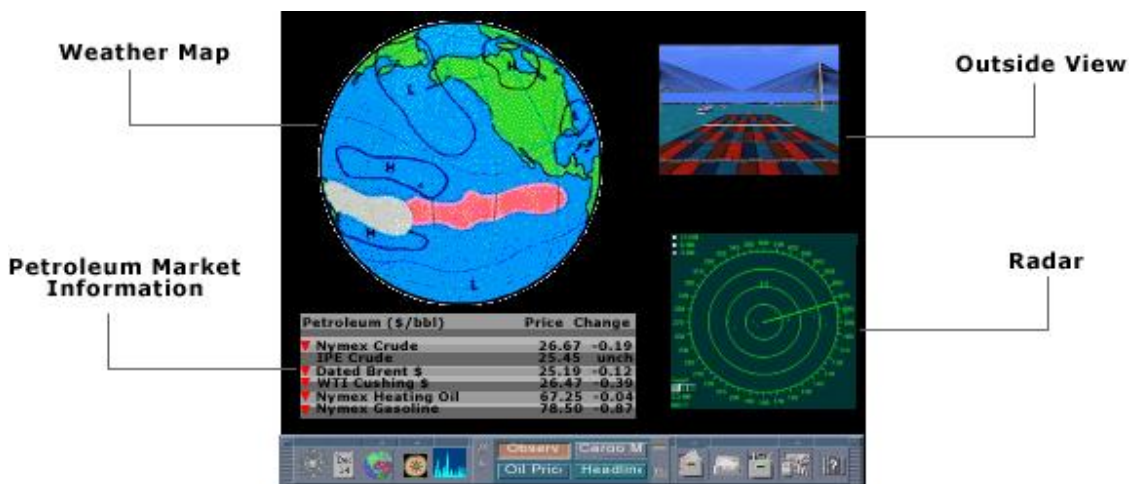 Weather Map
Outside View
Petroleum Market
Information
Radar
H
L
H
H
L
Petroleum ($/bbl) Price Change
Nymex Crude 26.67 -0.19
IPE Crude 25.45 unch
Dated Brent $ 25.19 -0.12
WTI Cushing $ 26.47 -0.39
Nymex Heating Oil 67.25 -0.04
Nymex Gasoline 78.50 -0.87
Observ
Cargo M
Dec
14
Oil Pric
Headline